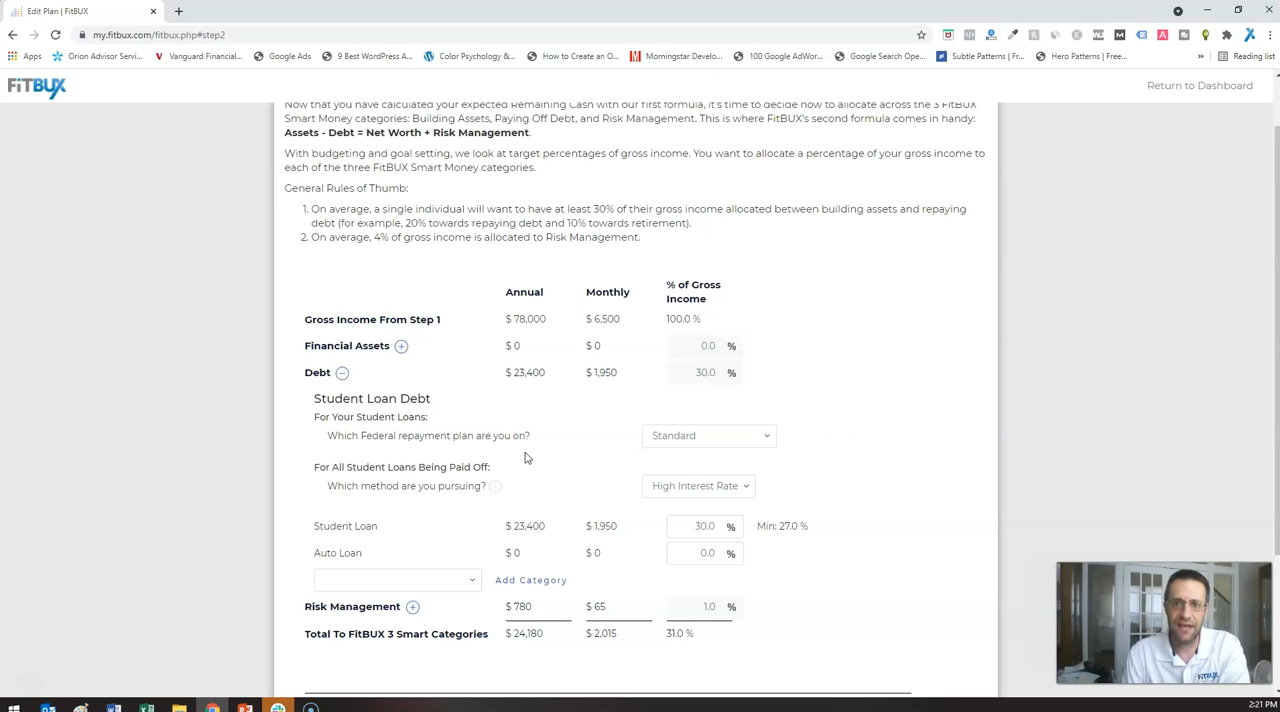 Edit Plan | FitBUX
my.fitbux.com/fitbux.php#step2
Apps
Orion Advisor Servi...
Vanguard Financial...
Google Ads
9 Best WordPress A...
Color Psychology &...
How to Create an O...
Morningstar Develo...
100 Google AdWor...
Google Search Ope...
Subtle Patterns | Fr...
Hero Patterns | Free...
Reading list
FiTBUX
Return to Dashboard
Now that you have calculated your expected Remaining Cash with our first formula, it's time to decide how to allocate across the 3 FitBUX
Smart Money categories: Building Assets, Paying Off Debt, and Risk Management. This is where FitBUX's second formula comes in handy:
Assets - Debt = Net Worth + Risk Management.
With budgeting and goal setting, we look at target percentages of gross income. You want to allocate a percentage of your gross income to
each of the three FitBUX Smart Money categories.
General Rules of Thumb:
1. On average, a single individual will want to have at least 30% of their gross income allocated between building assets and repaying
debt (for example, 20% towards repaying debt and 10% towards retirement).
2. On average, 4% of gross income is allocated to Risk Management.
Annual Monthly % of Gross
Income
Gross Income From Step 1 $ 78,000 $ 6,500 100.0 %
Financial Assets $ 0 $ 0 0.0 %
Debt $ 23,400 $ 1,950 30.0 %
Student Loan Debt
For Your Student Loans:
Which Federal repayment plan are you on? Standard
For All Student Loans Being Paid Off:
Which method are you pursuing? High Interest Rate
Student Loan $ 23,400 $ 1,950 30.0 % Min: 27.0 %
Auto Loan $ 0 $ 0 0.0 %
Add Category
Risk Management $ 780 $ 65 1.0 %
Total To FitBUX 3 Smart Categories $ 24,180 $ 2,015 31.0 %
FITBUX
2:21 PM